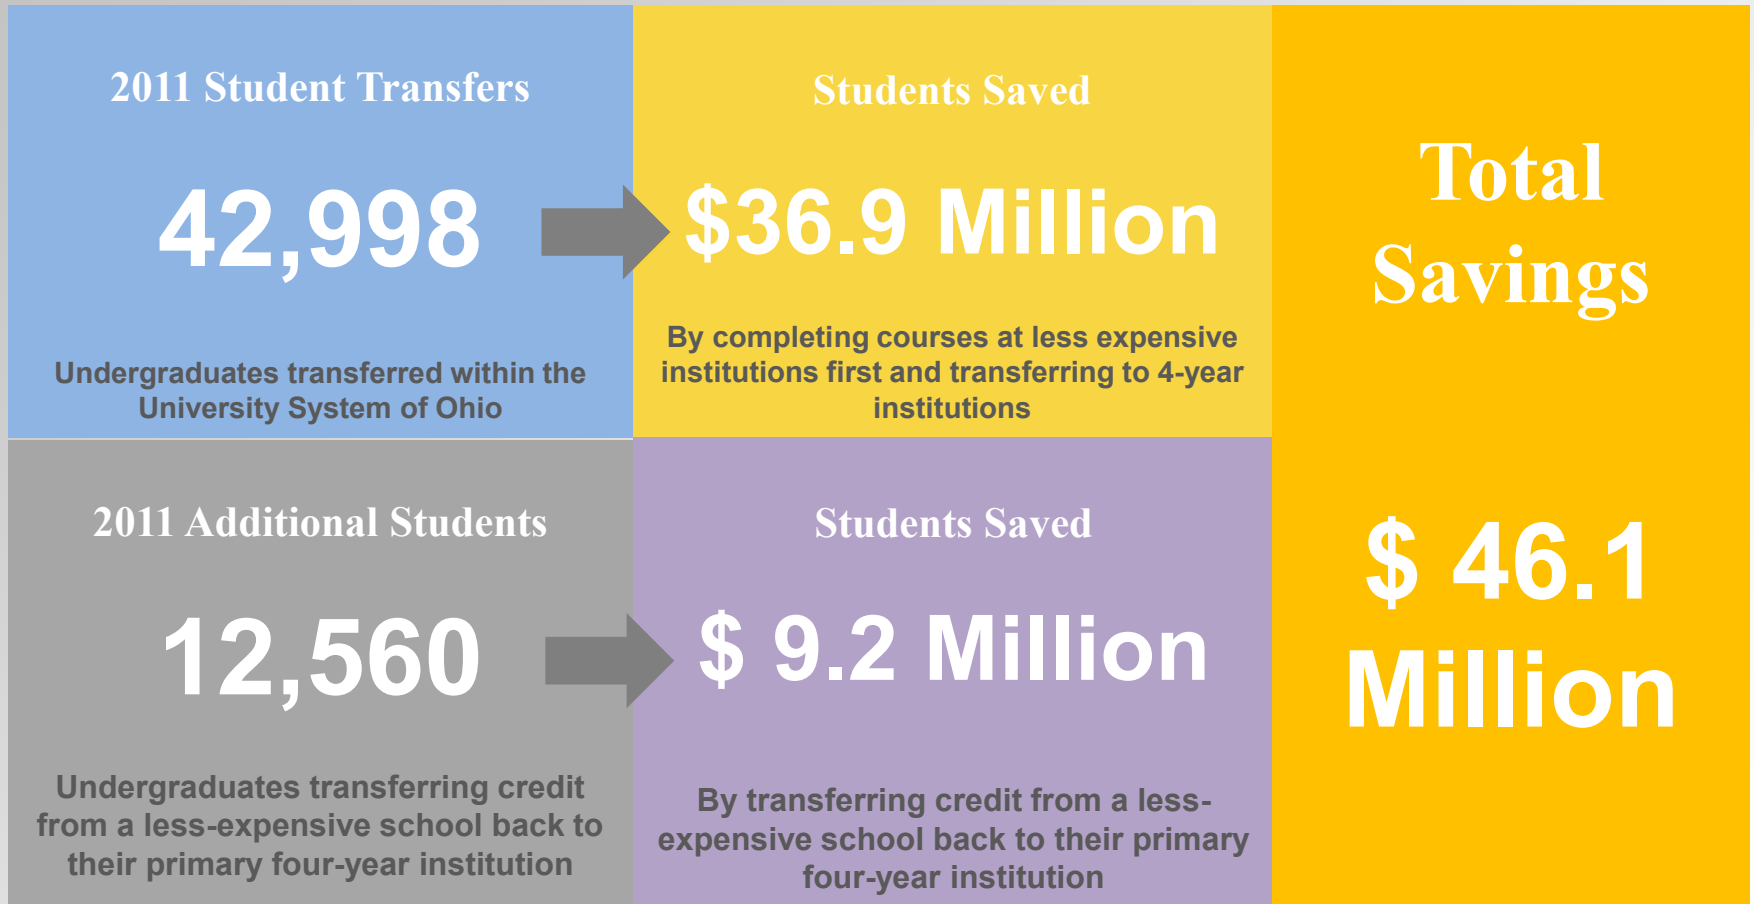 2011 Student Transfers
42,998
Undergraduates transferred within the
University System of Ohio
Students Saved
$36.9 Million
By completing courses at less expensive
institutions first and transferring to 4-year
institutions
2011 Additional Students
12,560
Undergraduates transferring credit
from a less-expensive school back to
their primary four-year institution
Students Saved
$ 9.2 Million
By transferring credit from a less-
expensive school back to their primary
four-year institution
Total
Savings
$ 46.1
Million